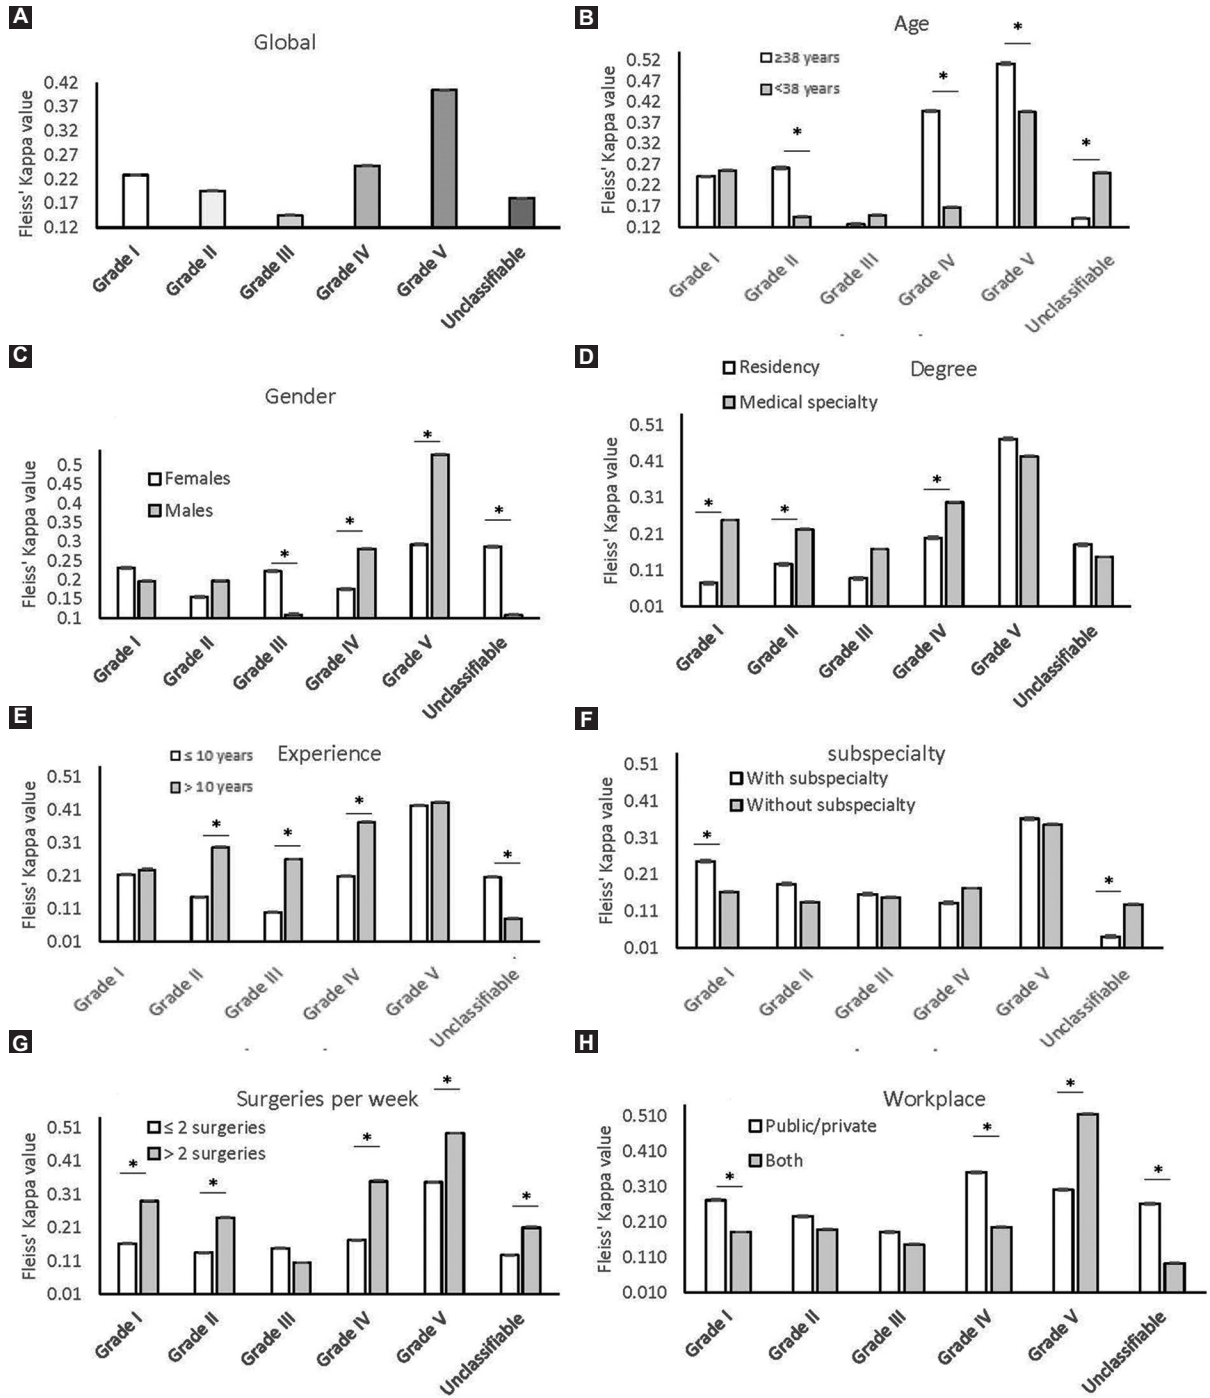 A
Global
Fleiss' Kappa value
0.42
0.37
0.32
0.27
0.22
0.17
0.12
Grade I
Grade II
Grade III
Grade IV
Grade V
Unclassifiable
B
Age
≥38 years
<38 years
Fleiss' Kappa value
0.52
0.47
0.42
0.37
0.32
0.27
0.22
0.17
0.12
*
*
*
*
Grade I
Grade II
Grade III
Grade IV
Grade V
Unclassifiable
C
Gender
Females
Males
Fleiss' Kappa value
0.5
0.45
0.4
0.35
0.3
0.25
0.2
0.15
0.1
*
*
*
*
Grade I
Grade II
Grade III
Grade IV
Grade V
Unclassifiable
D
Residency
Medical specialty
Degree
Fleiss' Kappa value
0.51
0.41
0.31
0.21
0.11
0.01
*
*
*
Grade I
Grade II
Grade III
Grade IV
Grade V
Unclassifiable
E
≤ 10 years
> 10 years
Experience
Fleiss' Kappa value
0.51
0.41
0.31
0.21
0.11
0.01
*
*
*
*
Grade I
Grade II
Grade III
Grade IV
Grade V
Unclassifiable
F
subspecialty
With subspecialty
Without subspecialty
Fleiss' Kappa value
0.51
0.41
0.31
0.21
0.11
0.01
*
*
Grade I
Grade II
Grade III
Grade IV
Grade V
Unclassifiable
G
Surgeries per week
≤ 2 surgeries
> 2 surgeries
Fleiss' Kappa value
0.51
0.41
0.31
0.21
0.11
0.01
*
*
*
*
*
Grade I
Grade II
Grade III
Grade IV
Grade V
Unclassifiable
H
Workplace
Public/private
Both
Fleiss' Kappa value
0.510
0.410
0.310
0.210
0.110
0.010
*
*
*
*
Grade I
Grade II
Grade III
Grade IV
Grade V
Unclassifiable